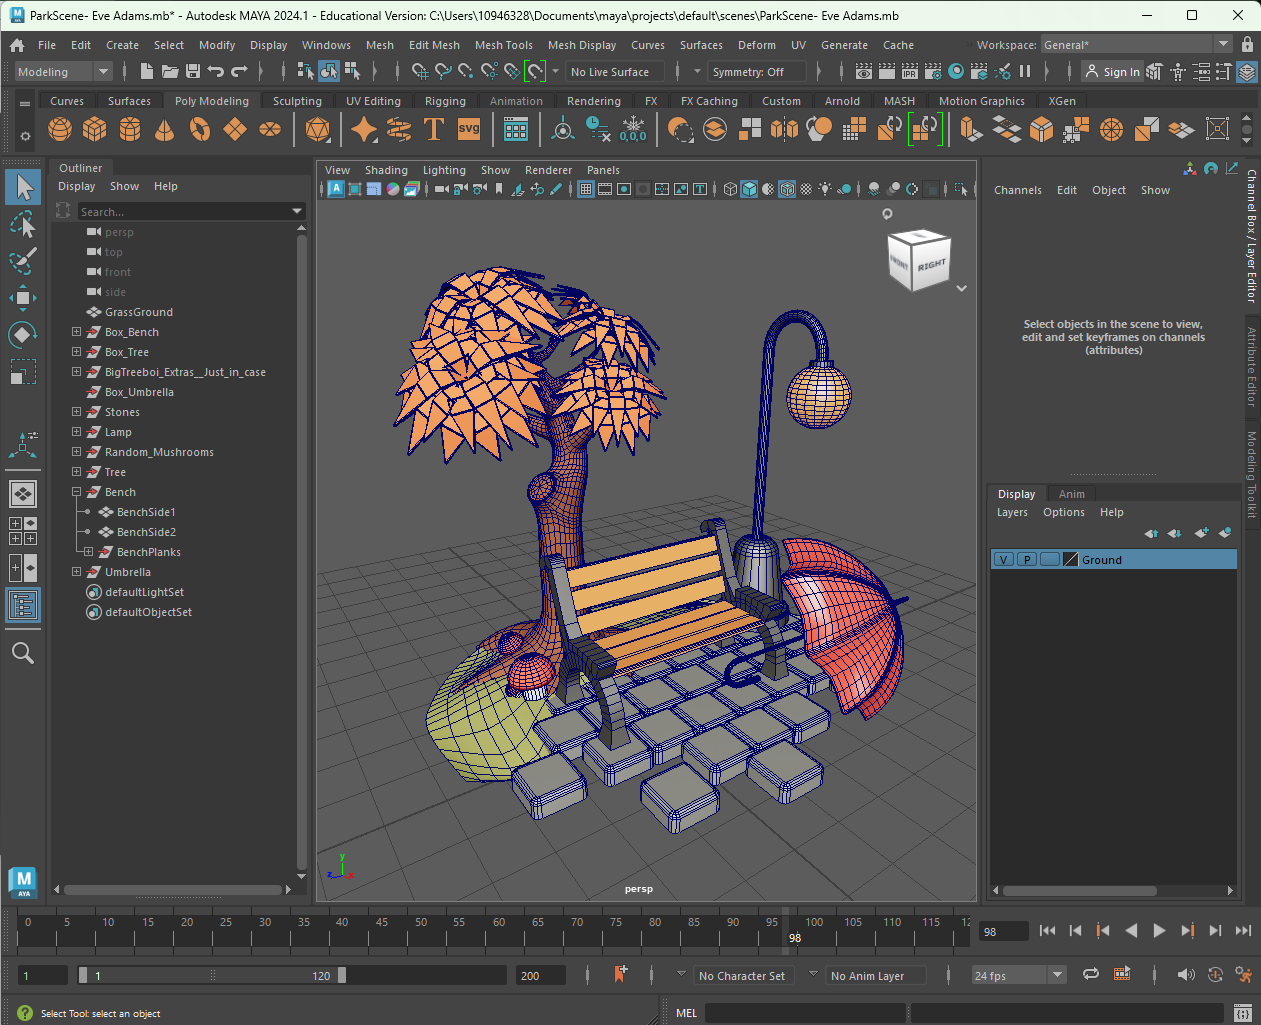 ParkScene- Eve Adams.mb* - Autodesk MAYA 2024.1 - Educational Version: C:\Users\10946328\Documents\maya\projects\default\scenes\ParkScene- Eve Adams.mb
File Edit Create Select Modify Display Windows Mesh Edit Mesh Mesh Tools Mesh Display Curves Surfaces Deform UV Generate Cache Workspace: General*
Modeling No Live Surface Symmetry: Off IPR Sign In
Curves Surfaces Poly Modeling Sculpting UV Editing Rigging Animation Rendering FX FX Caching Custom Arnold MASH Motion Graphics XGen
T SVG 0,0,0
Outliner
Display Show Help
Search...
persp
top
front
side
GrassGround
Box_Bench
Box_Tree
BigTreeboi_Extras__Just_in_case
Box_Umbrella
Stones
Lamp
Random_Mushrooms
Tree
Bench
BenchSide1
BenchSide2
BenchPlanks
Umbrella
defaultLightSet
defaultObjectSet
M
AYA
View Shading Lighting Show Renderer Panels
FRONT RIGHT
y
z x
persp
Channels Edit Object Show
Select objects in the scene to view,
edit and set keyframes on channels
(attributes)
Channel Box / Layer Editor
Attribute Editor
Modeling Toolkit
Display Anim
Layers Options Help
V P Ground
0 5 10 15 20 25 30 35 40 45 50 55 60 65 70 75 80 85 90 95 100 105 110 115 12
98
98
1 1 120 200 No Character Set No Anim Layer 24 fps
Select Tool: select an object MEL